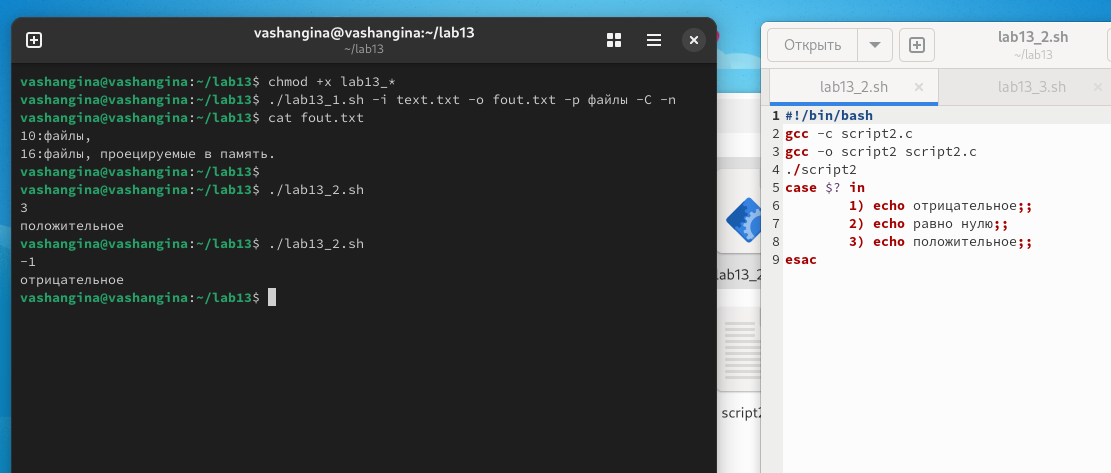 vashangina@vashangina:~/lab13
~/lab13
vashangina@vashangina:~/lab13$ chmod +x lab13_*
vashangina@vashangina:~/lab13$ ./lab13_1.sh -i text.txt -o fout.txt -p файлы -C -n
vashangina@vashangina:~/lab13$ cat fout.txt
10:файлы,
16:файлы, проецируемые в память.
vashangina@vashangina:~/lab13$
vashangina@vashangina:~/lab13$ ./lab13_2.sh
3
положительное
vashangina@vashangina:~/lab13$ ./lab13_2.sh
-1
отрицательное
vashangina@vashangina:~/lab13$
lab13_2
script2
Открыть
lab13_2.sh
~/lab13
lab13_2.sh
lab13_3.sh
1 #!/bin/bash
2 gcc -c script2.c
3 gcc -o script2 script2.c
4 ./script2
5 case $? in
6 1) echo отрицательное;;
7 2) echo равно нулю;;
8 3) echo положительное;;
9 esac